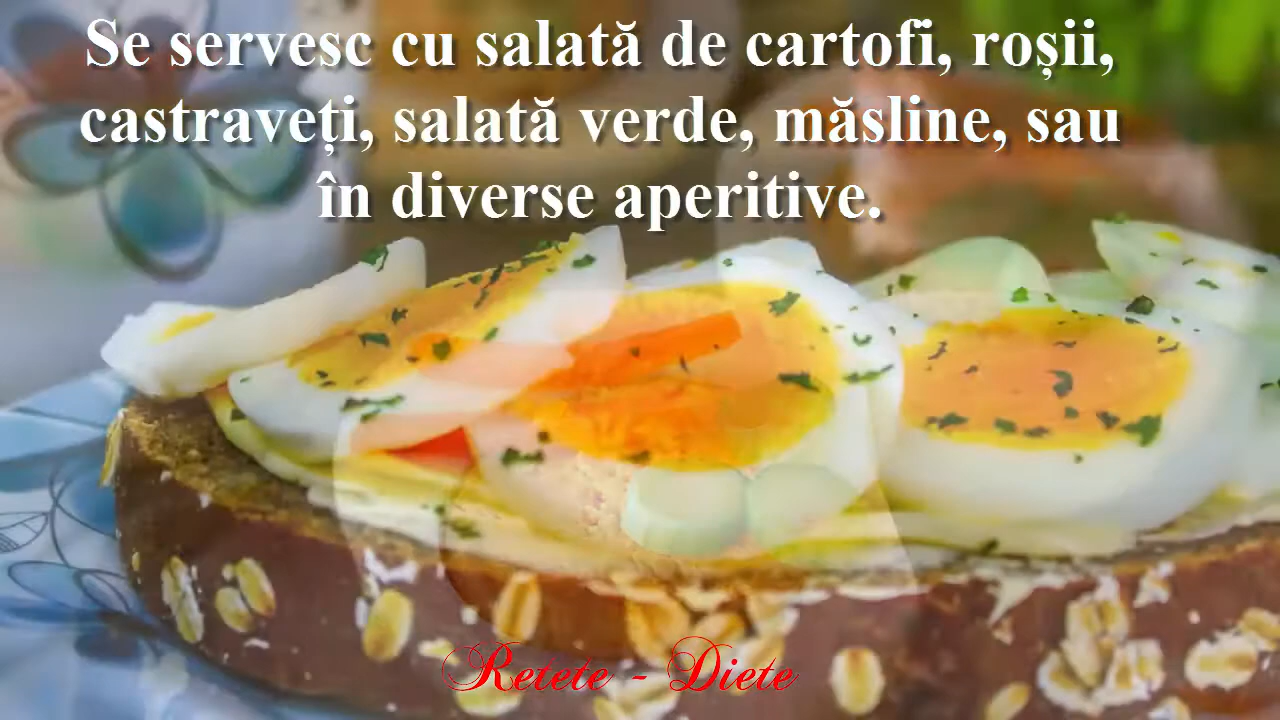 Se servesc cu salată de cartofi, roșii,
castraveți, salată verde, măsline, sau
în diverse aperitive.
Retete - Diete